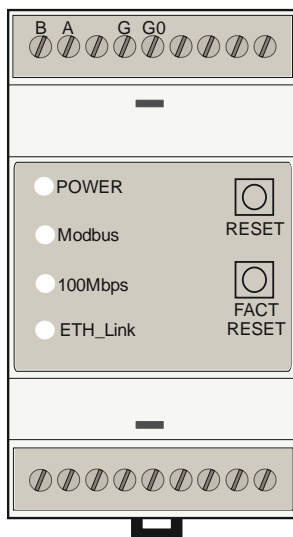 B A G G0
POWER
Modbus
RESET
100Mbps
FACT
RESET
ETH_Link